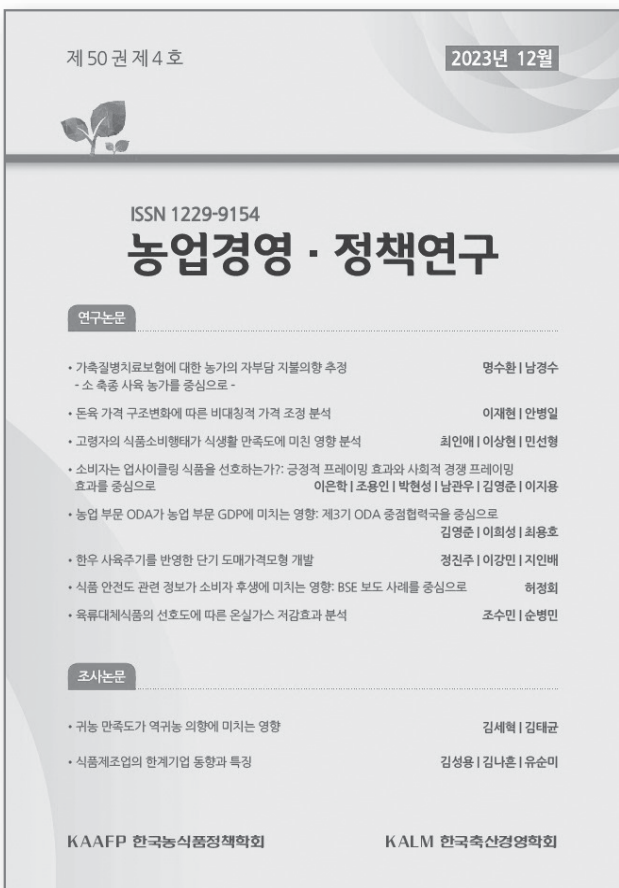 제 50 권 제 4 호
2023년 12월
ISSN 1229-9154
농업경영 · 정책연구
연구논문
• 가축질병치료보험에 대한 농가의 자부담 지불의향 추정 명수환 | 남경수
- 소 축종 사육 농가를 중심으로 -
• 돈육 가격 구조변화에 따른 비대칭적 가격 조정 분석 이재현 | 안병일
• 고령자의 식품소비행태가 식생활 만족도에 미친 영향 분석 최인애 | 이상현 | 민선형
• 소비자는 업사이클링 식품을 선호하는가?: 긍정적 프레이밍 효과와 사회적 경쟁 프레이밍
효과를 중심으로 이은학 | 조용인 | 박현성 | 남관우 | 김영준 | 이지용
• 농업 부문 ODA가 농업 부문 GDP에 미치는 영향: 제3기 ODA 중점협력국을 중심으로
김영준 | 이희성 | 최용호
• 한우 사육주기를 반영한 단기 도매가격모형 개발 정진주 | 이강민 | 지인배
• 식품 안전도 관련 정보가 소비자 후생에 미치는 영향: BSE 보도 사례를 중심으로 허정회
• 육류대체식품의 선호도에 따른 온실가스 저감효과 분석 조수민 | 순병민
조사논문
• 귀농 만족도가 역귀농 의향에 미치는 영향 김세혁 | 김태균
• 식품제조업의 한계기업 동향과 특징 김성용 | 김나흔 | 유순미
KAAFP 한국농식품정책학회
KALM 한국축산경영학회